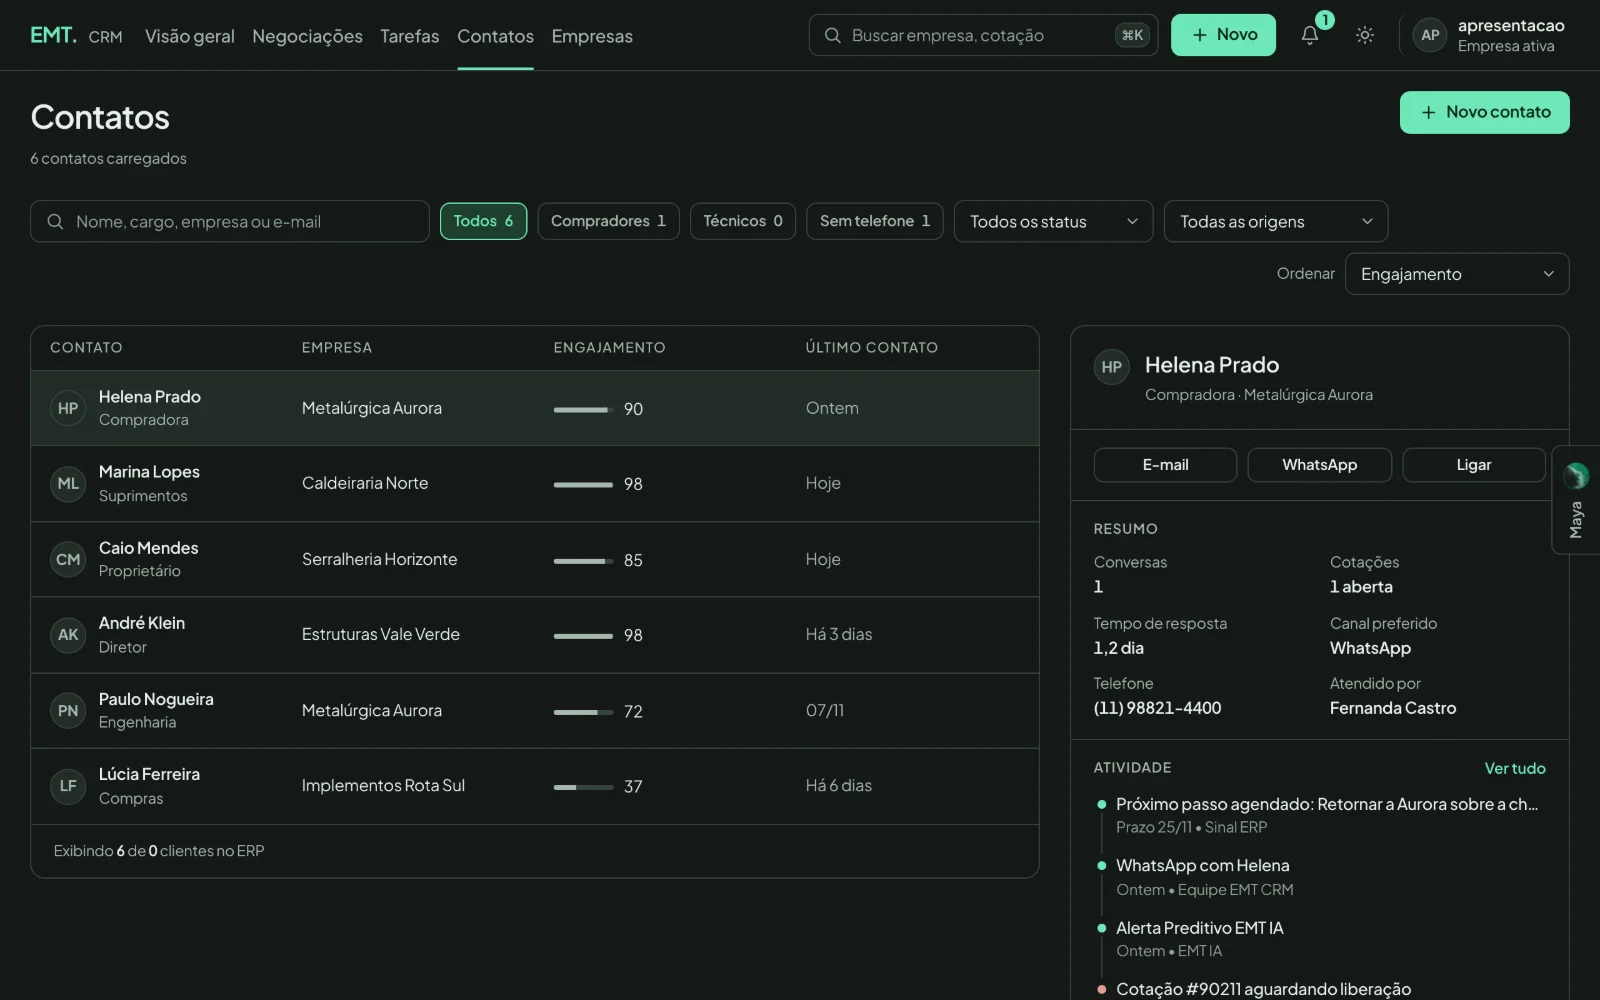 EMT. CRM Visão geral Negociações Tarefas Contatos Empresas Buscar empresa, cotação ⌘K + Novo 1 AP apresentacao
Empresa ativa
Contatos
+ Novo contato
6 contatos carregados
Nome, cargo, empresa ou e-mail Todos 6 Compradores 1 Técnicos 0 Sem telefone 1 Todos os status Todas as origens
Ordenar Engajamento
CONTATO EMPRESA ENGAJAMENTO ÚLTIMO CONTATO
HP Helena Prado Metalúrgica Aurora 90 Ontem
Compradora
ML Marina Lopes Caldeiraria Norte 98 Hoje
Suprimentos
CM Caio Mendes Serralheria Horizonte 85 Hoje
Proprietário
AK André Klein Estruturas Vale Verde 98 Há 3 dias
Diretor
PN Paulo Nogueira Metalúrgica Aurora 72 07/11
Engenharia
LF Lúcia Ferreira Implementos Rota Sul 37 Há 6 dias
Compras
Exibindo 6 de 0 clientes no ERP
HP Helena Prado
Compradora · Metalúrgica Aurora
E-mail WhatsApp Ligar
Maya
RESUMO
Conversas Cotações
1 1 aberta
Tempo de resposta Canal preferido
1,2 dia WhatsApp
Telefone Atendido por
(11) 98821-4400 Fernanda Castro
ATIVIDADE Ver tudo
Próximo passo agendado: Retornar a Aurora sobre a ch...
Prazo 25/11 • Sinal ERP
WhatsApp com Helena
Ontem • Equipe EMT CRM
Alerta Preditivo EMT IA
Ontem • EMT IA
Cotação #90211 aguardando liberação